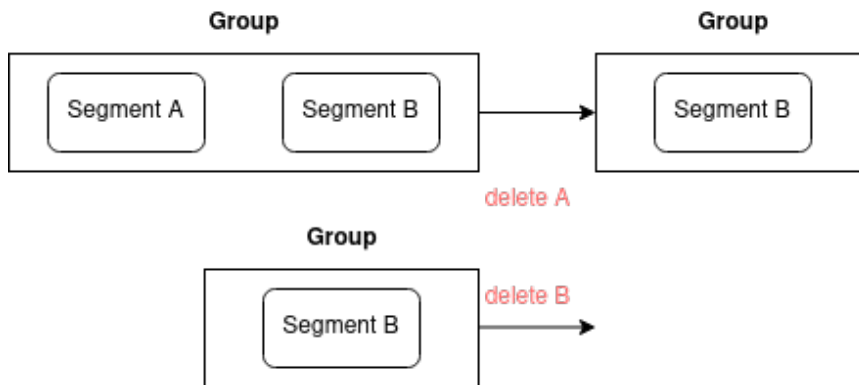 Group
Group
Segment A
Segment B
Segment B
delete A
Group
delete B
Segment B